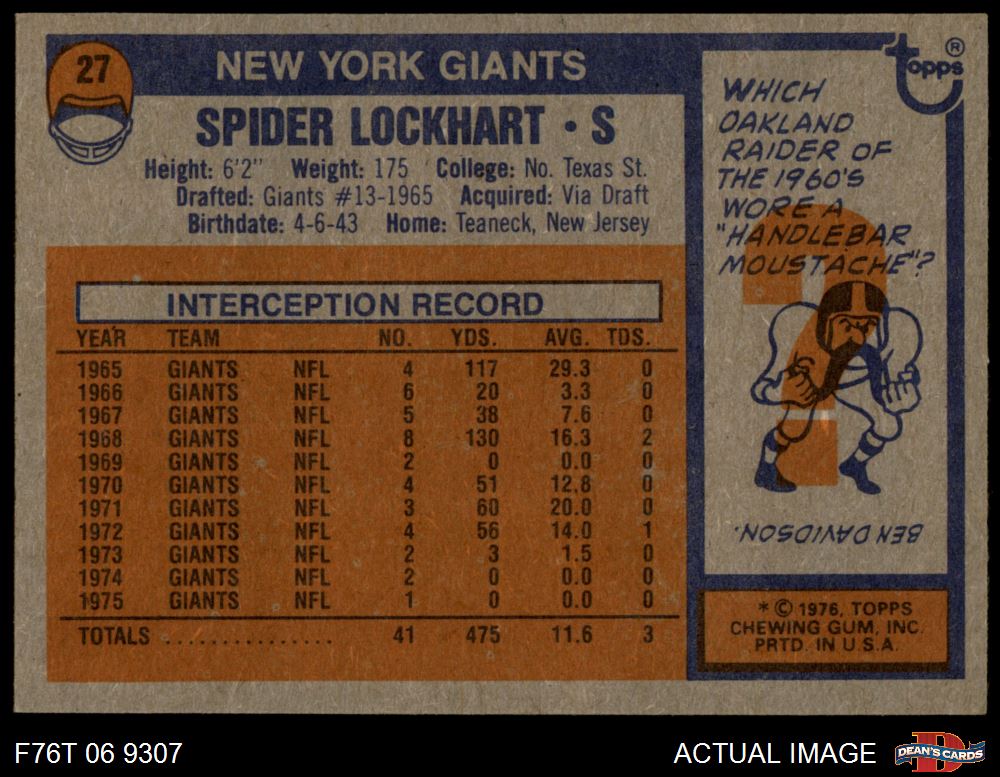 27
NEW YORK GIANTS
SPIDER LOCKHART • S
Height: 6'2" Weight: 175 College: No. Texas St.
Drafted: Giants #13-1965 Acquired: Via Draft
Birthdate: 4-6-43 Home: Teaneck, New Jersey
INTERCEPTION RECORD
YEAR TEAM NO. YDS. AVG. TDS.
1965 GIANTS NFL 4 117 29.3 0
1966 GIANTS NFL 6 20 3.3 0
1967 GIANTS NFL 5 38 7.6 0
1968 GIANTS NFL 8 130 16.3 2
1969 GIANTS NFL 2 0 0.0 0
1970 GIANTS NFL 4 51 12.8 0
1971 GIANTS NFL 3 60 20.0 0
1972 GIANTS NFL 4 56 14.0 1
1973 GIANTS NFL 2 3 1.5 0
1974 GIANTS NFL 2 0 0.0 0
1975 GIANTS NFL 1 0 0.0 0
TOTALS ............... 41 475 11.6 3
topps ®
WHICH
OAKLAND
RAIDER OF
THE 1960'S
WORE A
"HANDLEBAR
MOUSTACHE"?
BEN DAVIDSON.
* © 1976, TOPPS
CHEWING GUM, INC.
PRTD. IN U.S.A.
F76T 06 9307
ACTUAL IMAGE
D
DEAN'S CARDS